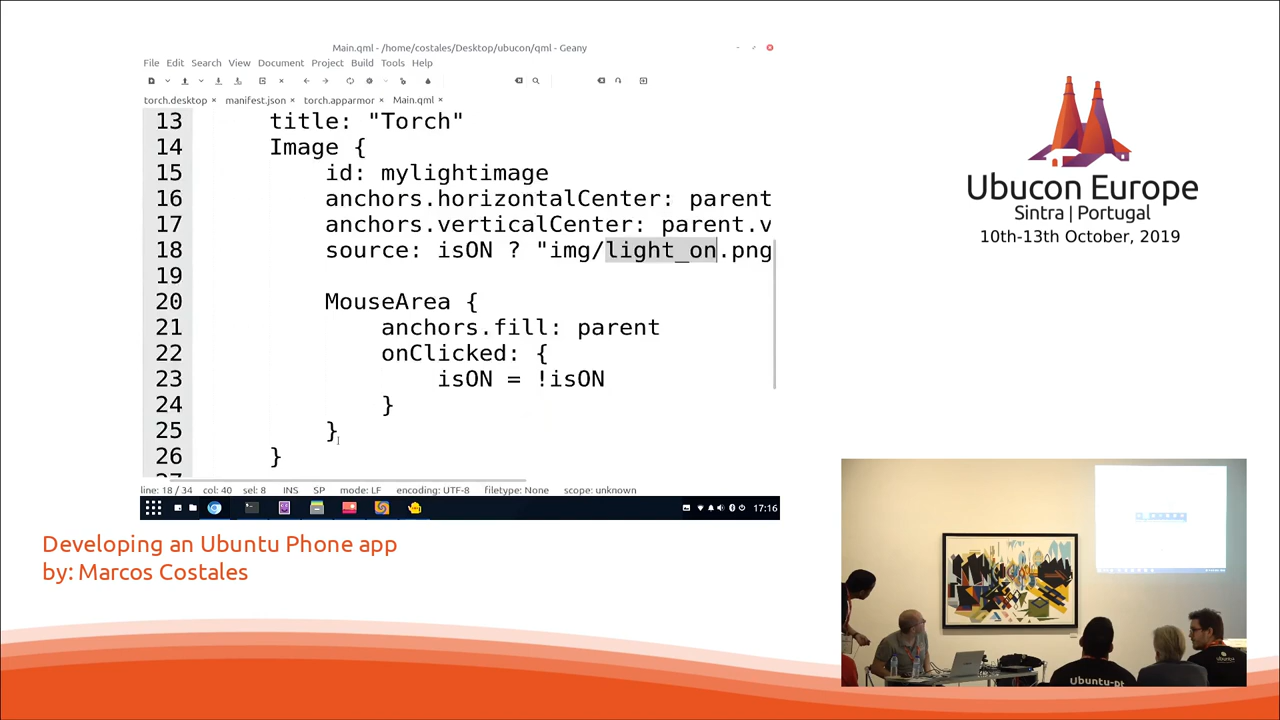 Main.qml - /home/costales/Desktop/ubucon/qml - Geany
File Edit Search View Document Project Build Tools Help
torch.desktop × manifest.json × torch.apparmor × Main.qml ×
13 title: "Torch"
14 Image {
15 id: mylightimage
16 anchors.horizontalCenter: parent
17 anchors.verticalCenter: parent.v
18 source: isON ? "img/light_on.png
19
20 MouseArea {
21 anchors.fill: parent
22 onClicked: {
23 isON = !isON
24 }
25 }
26 }
line: 18 / 34 col: 40 sel: 8 INS SP mode: LF encoding: UTF-8 filetype: None scope: unknown
17:16
Ubucon Europe
Sintra | Portugal
10th-13th October, 2019
Developing an Ubuntu Phone app
by: Marcos Costales
Ubuntu-pt